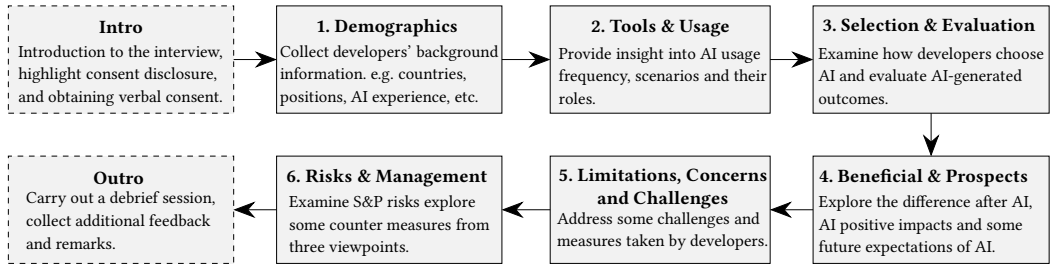 Intro
Introduction to the interview,
highlight consent disclosure,
and obtaining verbal consent.
1. Demographics
Collect developers' background
information. e.g. countries,
positions, AI experience, etc.
2. Tools & Usage
Provide insight into AI usage
frequency, scenarios and their
roles.
3. Selection & Evaluation
Examine how developers choose
AI and evaluate AI-generated
outcomes.
4. Beneficial & Prospects
Explore the difference after AI,
AI positive impacts and some
future expectations of AI.
5. Limitations, Concerns
and Challenges
Address some challenges and
measures taken by developers.
6. Risks & Management
Examine S&P risks explore
some counter measures from
three viewpoints.
Outro
Carry out a debrief session,
collect additional feedback
and remarks.